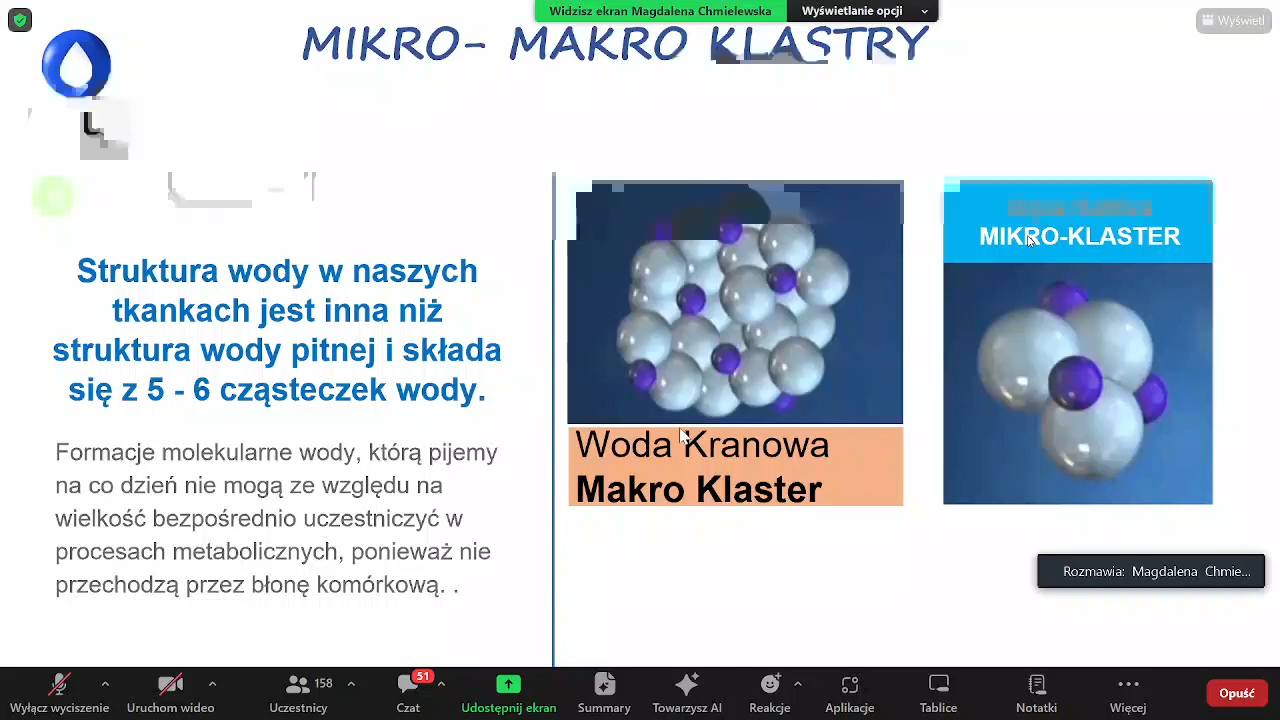 Widzisz ekran Magdalena Chmielewska
Wyświetlanie opcji
Wyświetl
MIKRO- MAKRO KLASTRY
MIKRO-KLASTER
Struktura wody w naszych
tkankach jest inna niż
struktura wody pitnej i składa
się z 5 - 6 cząsteczek wody.
Formacje molekularne wody, którą pijemy
na co dzień nie mogą ze względu na
wielkość bezpośrednio uczestniczyć w
procesach metabolicznych, ponieważ nie
przechodzą przez błonę komórkową. .
Woda Kranowa
Makro Klaster
Rozmawia: Magdalena Chmie...
Wyłącz wyciszenie
Uruchom wideo
158
Uczestnicy
51
Czat
Udostępnij ekran
Summary
Towarzysz AI
Reakcje
Aplikacje
Tablice
Notatki
Więcej
Opuść